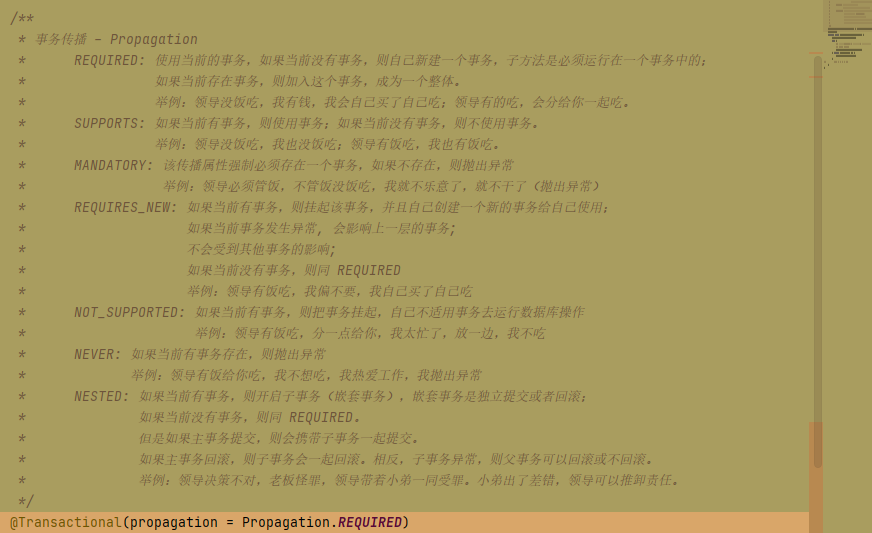 /**
 * 事务传播 - Propagation
 * REQUIRED: 使用当前的事务，如果当前没有事务，则自己新建一个事务，子方法是必须运行在一个事务中的；
 * 如果当前存在事务，则加入这个事务，成为一个整体。
 * 举例：领导没饭吃，我有钱，我会自己买了自己吃；领导有的吃，会分给你一起吃。
 * SUPPORTS: 如果当前有事务，则使用事务；如果当前没有事务，则不使用事务。
 * 举例：领导没饭吃，我也没饭吃；领导有饭吃，我也有饭吃。
 * MANDATORY: 该传播属性强制必须存在一个事务，如果不存在，则抛出异常
 * 举例：领导必须管饭，不管饭没饭吃，我就不乐意了，就不干了（抛出异常）
 * REQUIRES_NEW: 如果当前有事务，则挂起该事务，并且自己创建一个新的事务给自己使用；
 * 如果当前事务发生异常, 会影响上一层的事务;
 * 不会受到其他事务的影响;
 * 如果当前没有事务，则同 REQUIRED
 * 举例：领导有饭吃，我偏不要，我自己买了自己吃
 * NOT_SUPPORTED: 如果当前有事务，则把事务挂起，自己不适用事务去运行数据库操作
 * 举例：领导有饭吃，分一点给你，我太忙了，放一边，我不吃
 * NEVER: 如果当前有事务存在，则抛出异常
 * 举例：领导有饭给你吃，我不想吃，我热爱工作，我抛出异常
 * NESTED: 如果当前有事务，则开启子事务（嵌套事务），嵌套事务是独立提交或者回滚；
 * 如果当前没有事务，则同 REQUIRED。
 * 但是如果主事务提交，则会携带子事务一起提交。
 * 如果主事务回滚，则子事务会一起回滚。相反，子事务异常，则父事务可以回滚或不回滚。
 * 举例：领导决策不对，老板怪罪，领导带着小弟一同受罪。小弟出了差错，领导可以推卸责任。
 */
@Transactional(propagation = Propagation.REQUIRED)